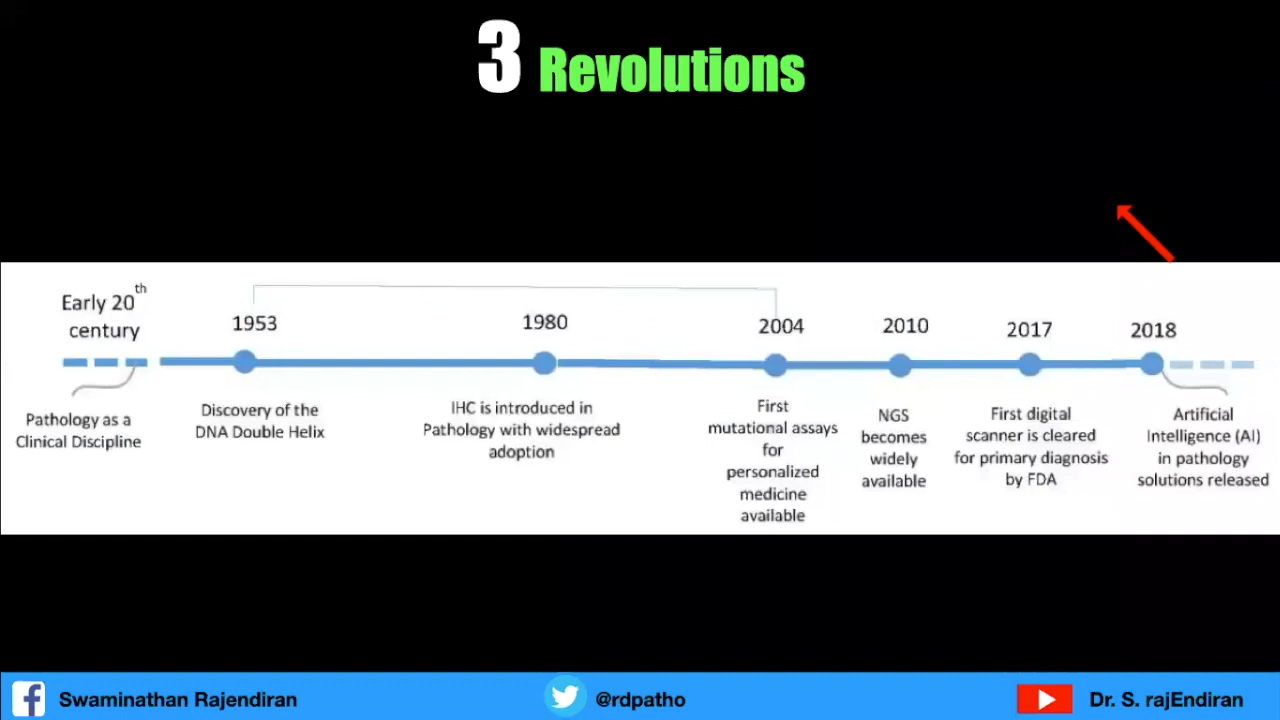 3 Revolutions
Early 20th
century
1953
1980
2004
2010
2017
2018
Pathology as a
Clinical Discipline
Discovery of the
DNA Double Helix
IHC is introduced in
Pathology with widespread
adoption
First
mutational assays
for
personalized
medicine
available
NGS
becomes
widely
available
First digital
scanner is cleared
for primary diagnosis
by FDA
Artificial
Intelligence (AI)
in pathology
solutions released
Swaminathan Rajendiran
@rdpatho
Dr. S. rajEndiran